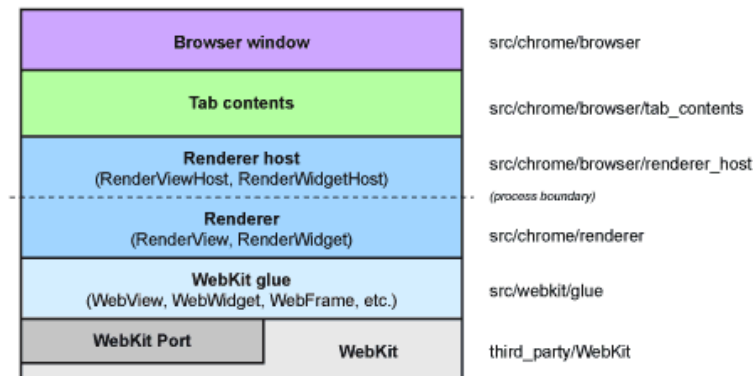 Browser window
src/chrome/browser
Tab contents
src/chrome/browser/tab_contents
Renderer host
(RenderViewHost, RenderWidgetHost)
src/chrome/browser/renderer_host
(process boundary)
Renderer
(RenderView, RenderWidget)
src/chrome/renderer
WebKit glue
(WebView, WebWidget, WebFrame, etc.)
src/webkit/glue
WebKit Port
WebKit
third_party/WebKit